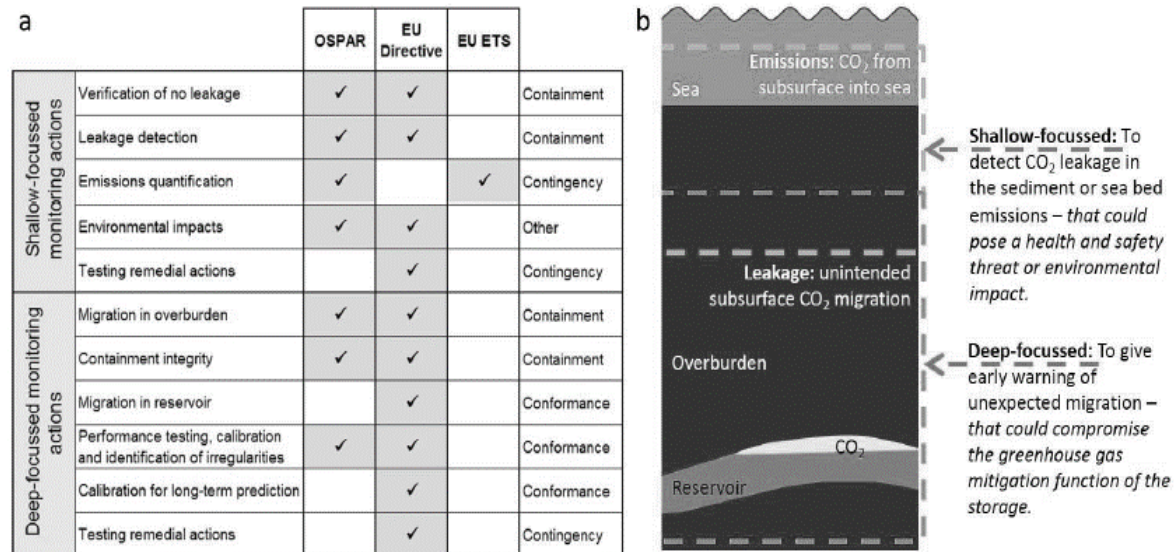 a
OSPAR
EU
Directive
EU ETS
Shallow-focussed
monitoring actions
Verification of no leakage ✓ ✓ Containment
Leakage detection ✓ ✓ Containment
Emissions quantification ✓ ✓ Contingency
Environmental impacts ✓ ✓ Other
Testing remedial actions ✓ Contingency
Deep-focussed monitoring
actions
Migration in overburden ✓ ✓ Containment
Containment integrity ✓ ✓ Containment
Migration in reservoir ✓ Conformance
Performance testing, calibration
and identification of irregularities ✓ ✓ Conformance
Calibration for long-term prediction ✓ Conformance
Testing remedial actions ✓ Contingency
b
Emissions: CO₂ from
subsurface into sea
Sea
Leakage: unintended
subsurface CO₂ migration
Overburden
CO₂
Reservoir
Shallow-focussed: To
detect CO₂ leakage in
the sediment or sea bed
emissions – that could
pose a health and safety
threat or environmental
impact.
Deep-focussed: To give
early warning of
unexpected migration –
that could compromise
the greenhouse gas
mitigation function of the
storage.